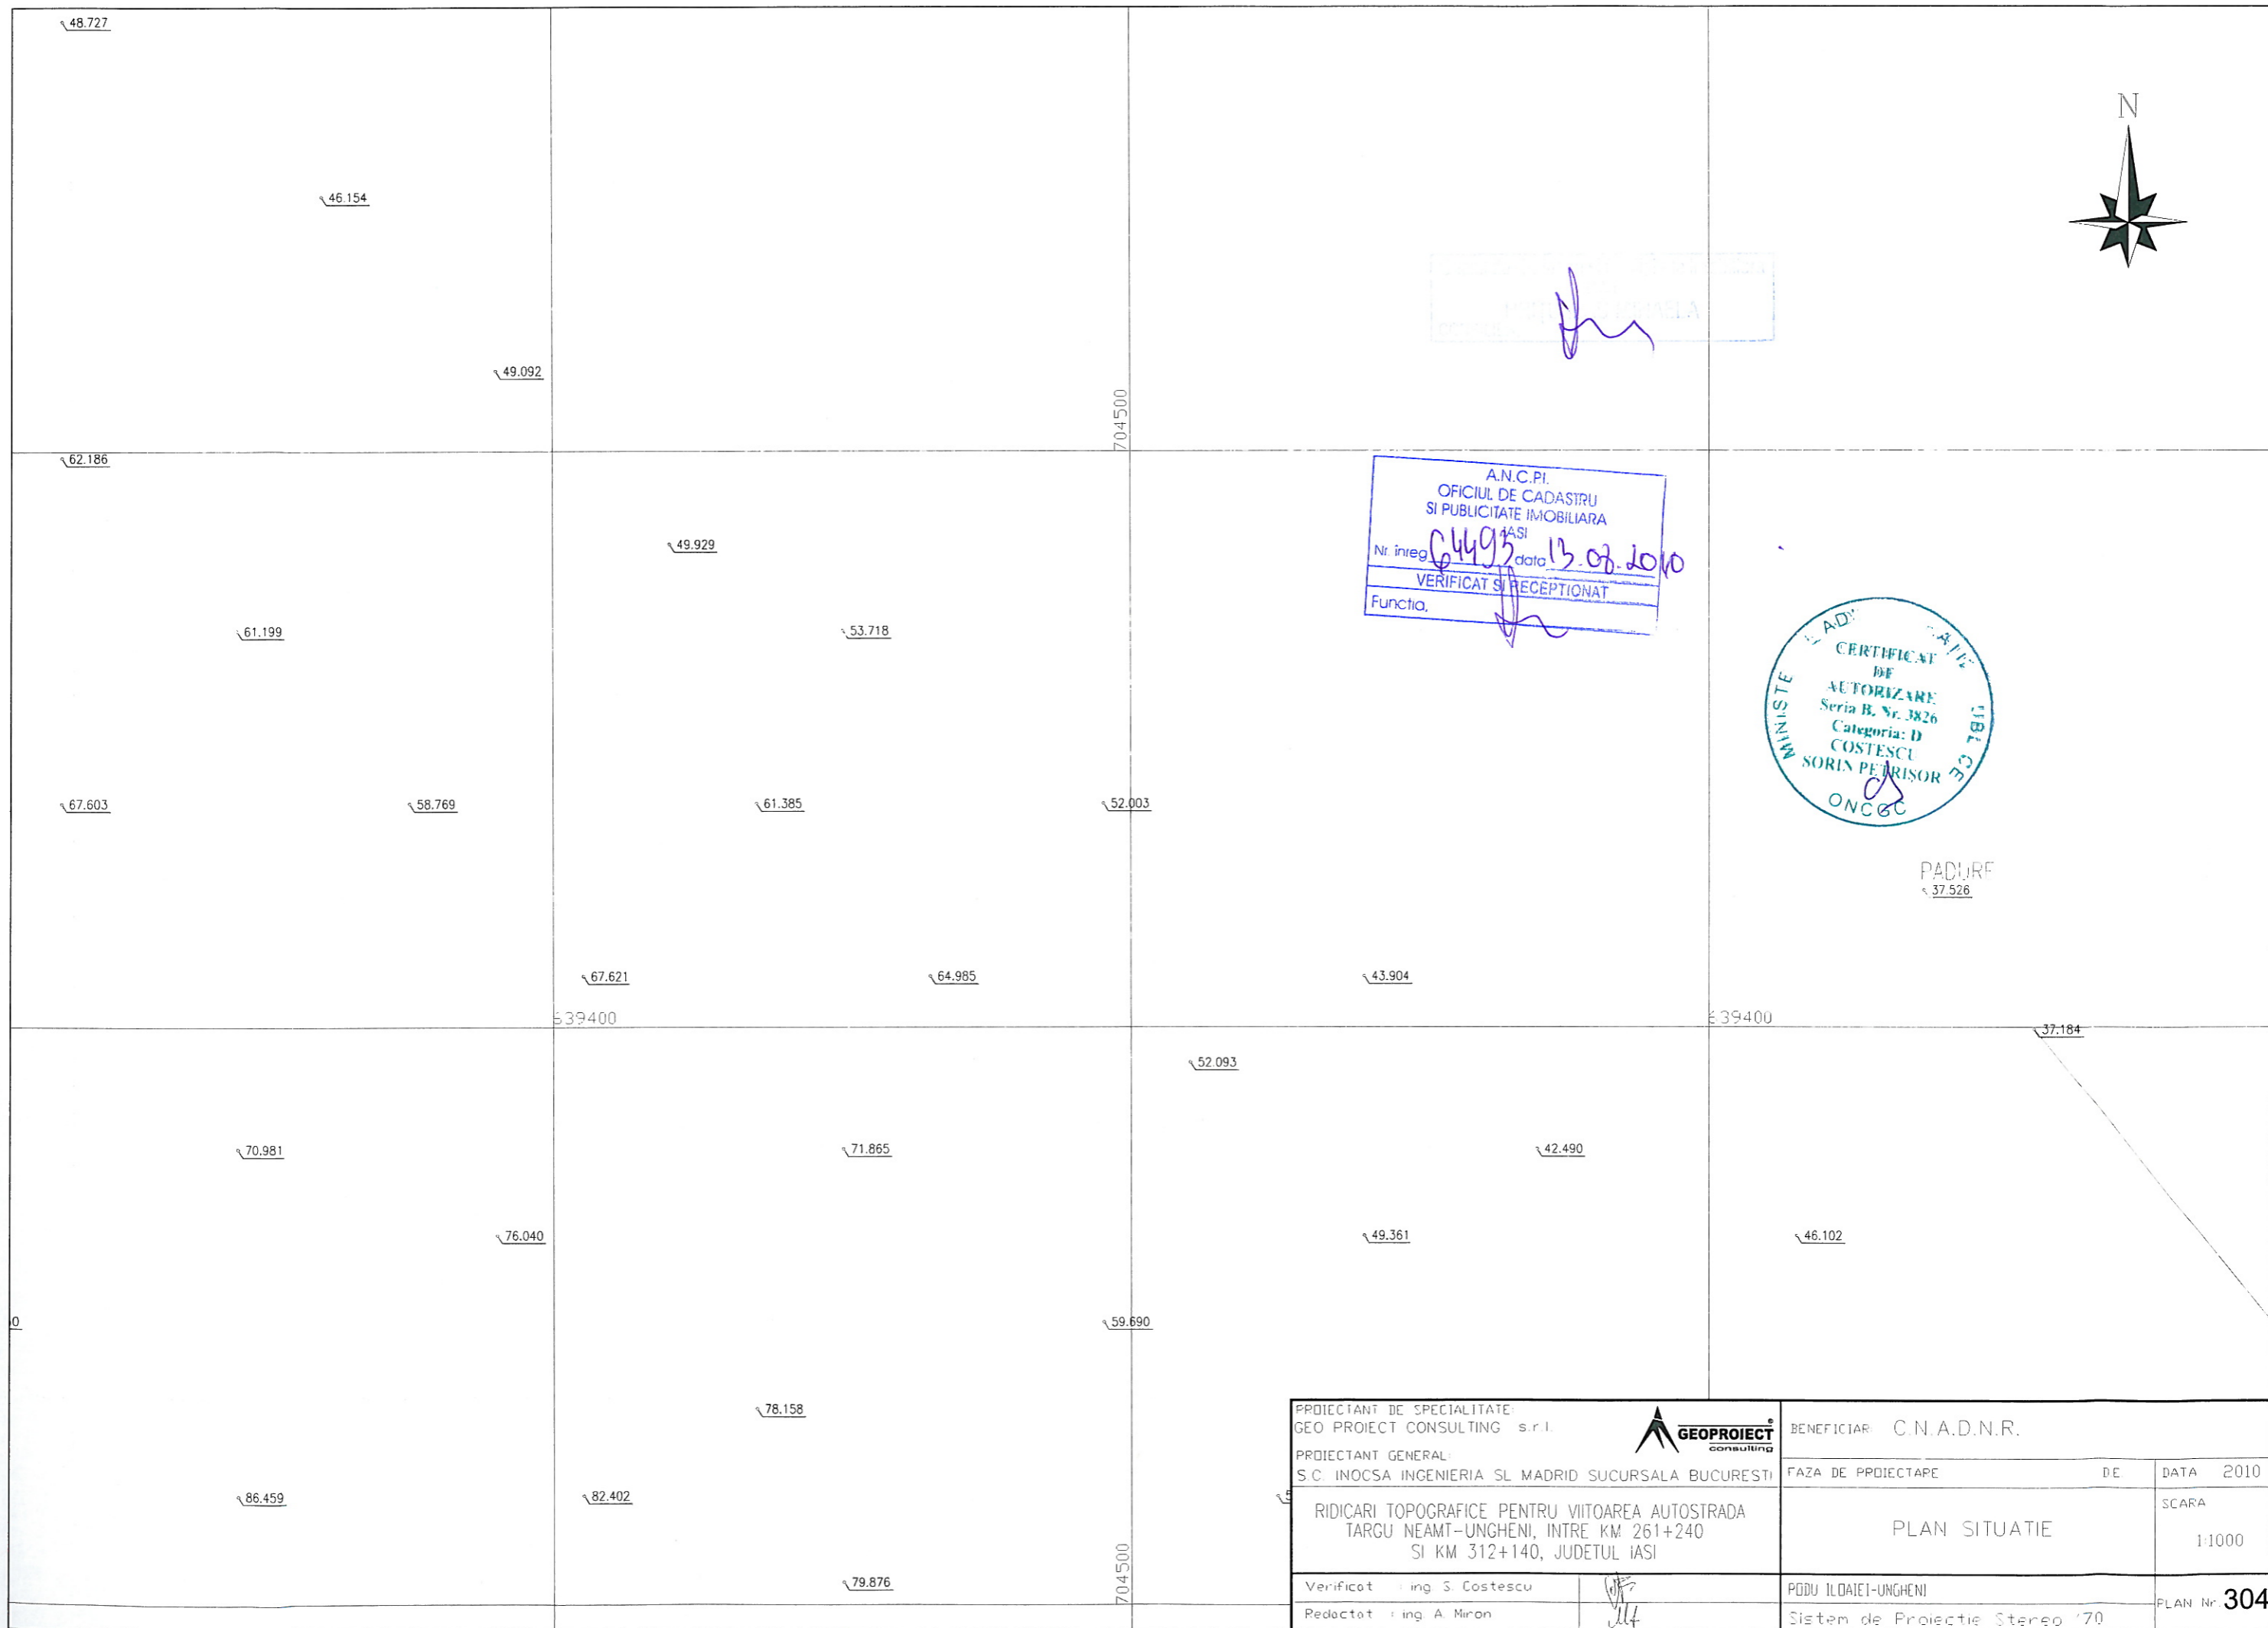 48.727
N
46.154
49.092
704500
62.186
A.N.C.P.I.
OFICIUL DE CADASTRU
SI PUBLICITATE IMOBILIARA
IASI
Nr. inreg 64493 data 13.08.2010
VERIFICAT SI RECEPTIONAT
Functia,
49.929
61.199
53.718
CERTIFICAT
DE
AUTORIZARE
Seria B, Nr. 3826
Categoria: D
COSTESCU
SORIN PETRISOR
ONCGC
MINISTE
67.603
58.769
61.385
52.003
PADURE
37.526
67.621
64.985
43.904
639400
639400
37.184
52.093
70.981
71.865
42.490
76.040
49.361
46.102
0
59.690
78.158
86.459
82.402
704500
79.876
PROIECTANT DE SPECIALITATE:
GEO PROIECT CONSULTING s.r.l.
GEOPROIECT
consulting
PROIECTANT GENERAL:
S.C. INOCSA INGENIERIA SL MADRID SUCURSALA BUCURESTI
RIDICARI TOPOGRAFICE PENTRU VIITOAREA AUTOSTRADA
TARGU NEAMT-UNGHENI, INTRE KM 261+240
SI KM 312+140, JUDETUL IASI
Verificat : ing. S. Costescu
Redactat : ing. A. Miron
BENEFICIAR: C.N.A.D.N.R.
FAZA DE PROIECTARE DE
DATA 2010
PLAN SITUATIE
SCARA
1:1000
PODU ILOAIEI-UNGHENI
Sistem de Proiectie Stereo '70
PLAN Nr. 304